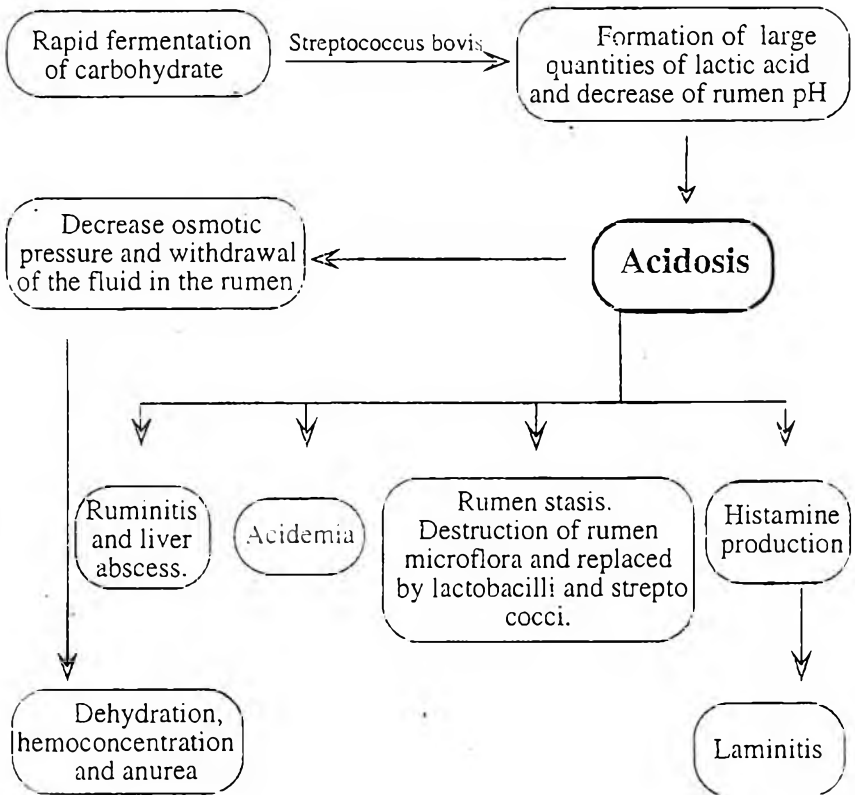 Rapid fermentation
of carbohydrate
Streptococcus bovis
Formation of large
quantities of lactic acid
and decrease of rumen pH
Decrease osmotic
pressure and withdrawal
of the fluid in the rumen
Acidosis
Ruminitis
and liver
abscess.
Acidemia
Rumen stasis.
Destruction of rumen
microflora and replaced
by lactobacilli and strepto
cocci.
Histamine
production
Dehydration,
hemoconcentration
and anurea
Laminitis